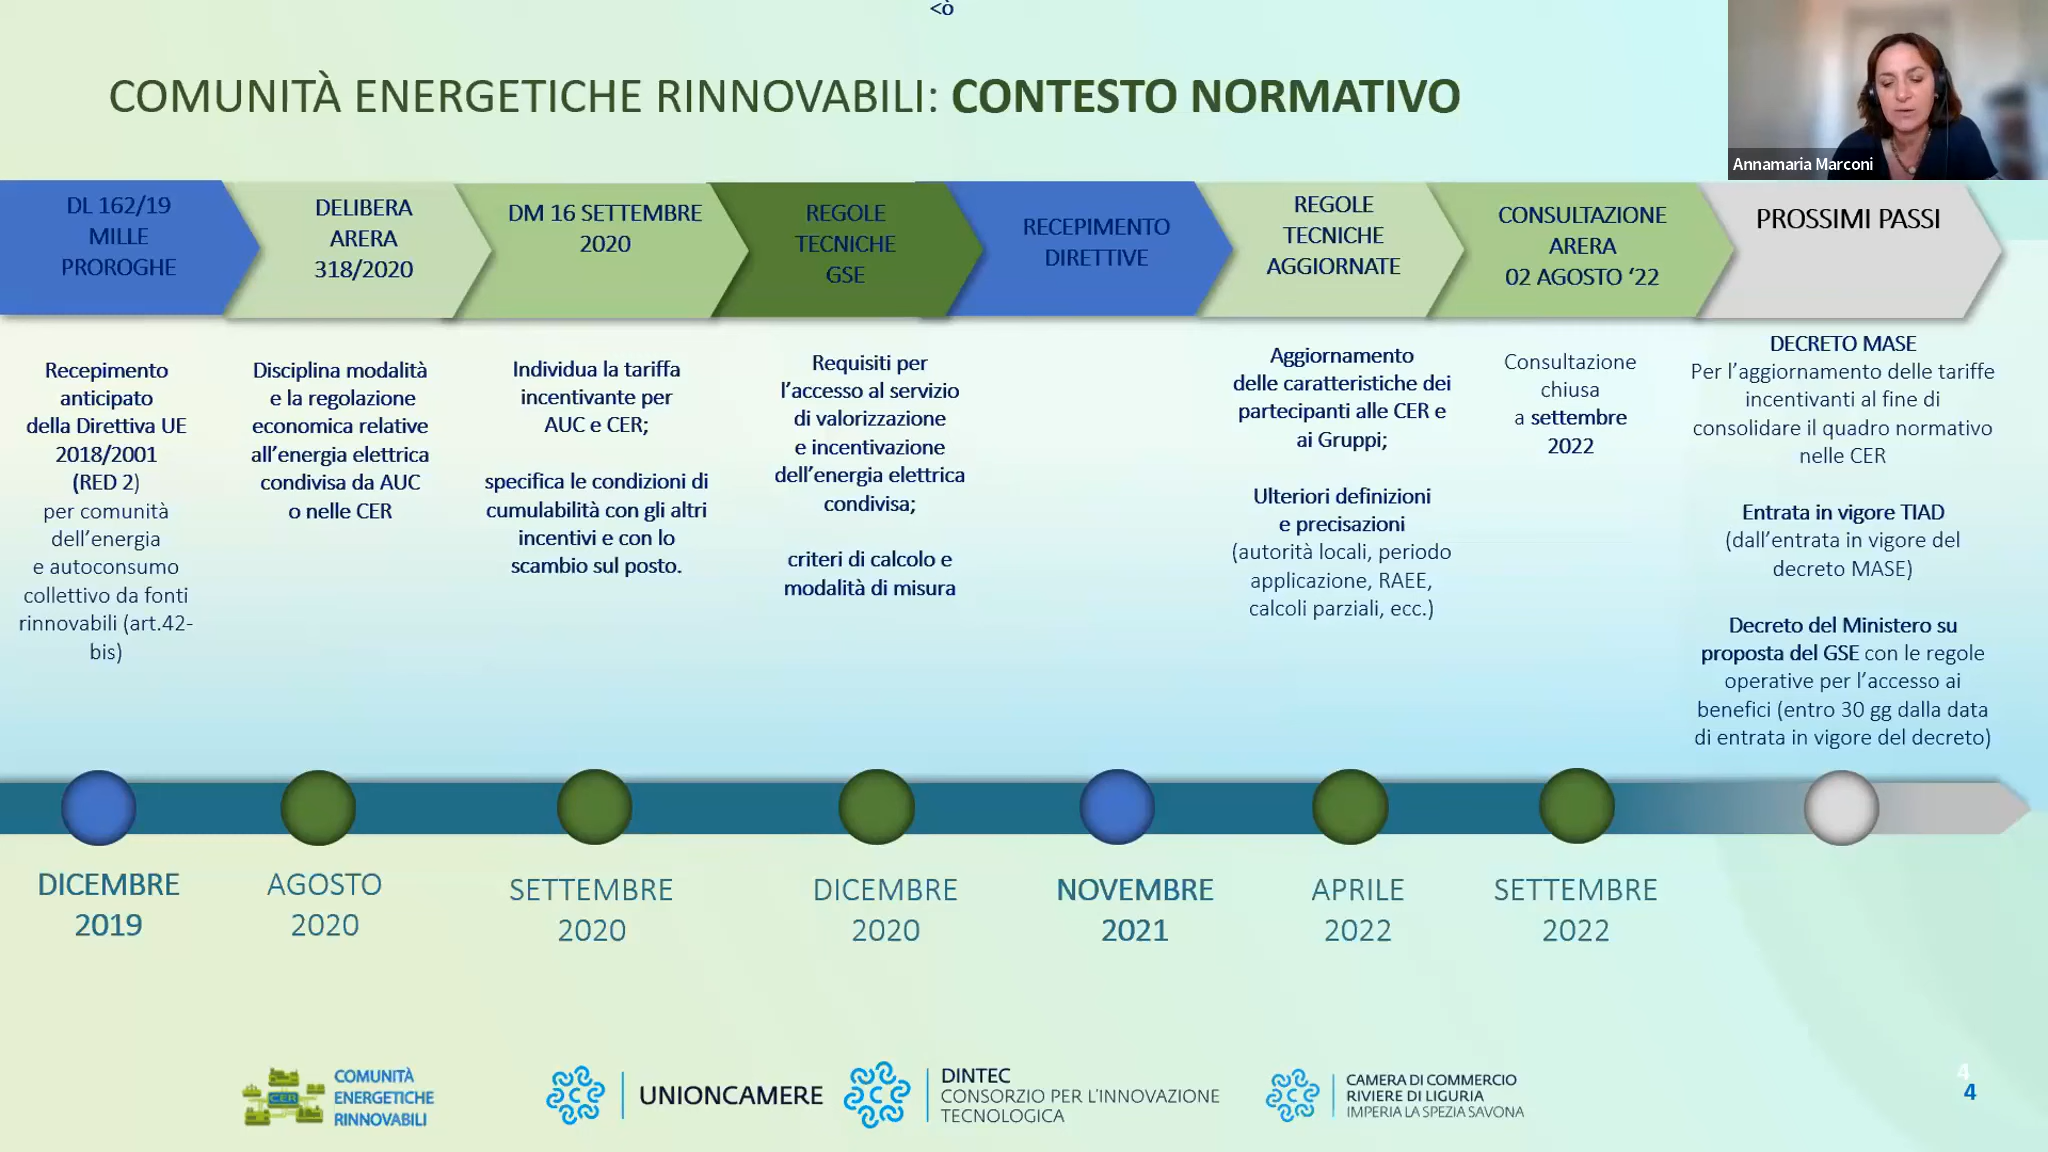 <ò
COMUNITÀ ENERGETICHE RINNOVABILI: CONTESTO NORMATIVO
Annamaria Marconi
DL 162/19
MILLE
PROROGHE
DELIBERA
ARERA
318/2020
DM 16 SETTEMBRE
2020
REGOLE
TECNICHE
GSE
RECEPIMENTO
DIRETTIVE
REGOLE
TECNICHE
AGGIORNATE
CONSULTAZIONE
ARERA
02 AGOSTO ‘22
PROSSIMI PASSI
Recepimento
anticipato
della Direttiva UE
2018/2001
(RED 2)
per comunità
dell’energia
e autoconsumo
collettivo da fonti
rinnovabili (art.42-
bis)
Disciplina modalità
e la regolazione
economica relative
all’energia elettrica
condivisa da AUC
o nelle CER
Individua la tariffa
incentivante per
AUC e CER;
specifica le condizioni di
cumulabilità con gli altri
incentivi e con lo
scambio sul posto.
Requisiti per
l’accesso al servizio
di valorizzazione
e incentivazione
dell’energia elettrica
condivisa;
criteri di calcolo e
modalità di misura
Aggiornamento
delle caratteristiche dei
partecipanti alle CER e
ai Gruppi;
Ulteriori definizioni
e precisazioni
(autorità locali, periodo
applicazione, RAEE,
calcoli parziali, ecc.)
Consultazione
chiusa
a settembre
2022
DECRETO MASE
Per l’aggiornamento delle tariffe
incentivanti al fine di
consolidare il quadro normativo
nelle CER
Entrata in vigore TIAD
(dall’entrata in vigore del
decreto MASE)
Decreto del Ministero su
proposta del GSE con le regole
operative per l’accesso ai
benefici (entro 30 gg dalla data
di entrata in vigore del decreto)
DICEMBRE
2019
AGOSTO
2020
SETTEMBRE
2020
DICEMBRE
2020
NOVEMBRE
2021
APRILE
2022
SETTEMBRE
2022
CER
COMUNITÀ
ENERGETICHE
RINNOVABILI
UNIONCAMERE
DINTEC
CONSORZIO PER L’INNOVAZIONE
TECNOLOGICA
CAMERA DI COMMERCIO
RIVIERE DI LIGURIA
IMPERIA LA SPEZIA SAVONA
4
4